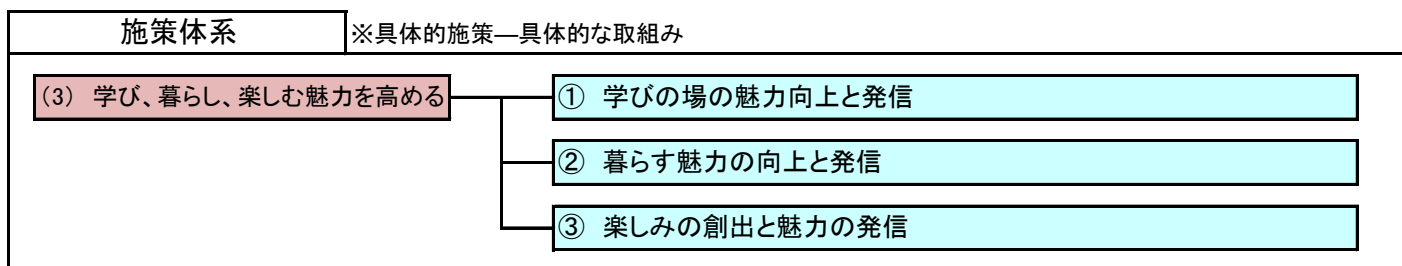 施策体系
※具体的施策―具体的な取組み
(3) 学び、暮らし、楽しむ魅力を高める
① 学びの場の魅力向上と発信
② 暮らす魅力の向上と発信
③ 楽しみの創出と魅力の発信